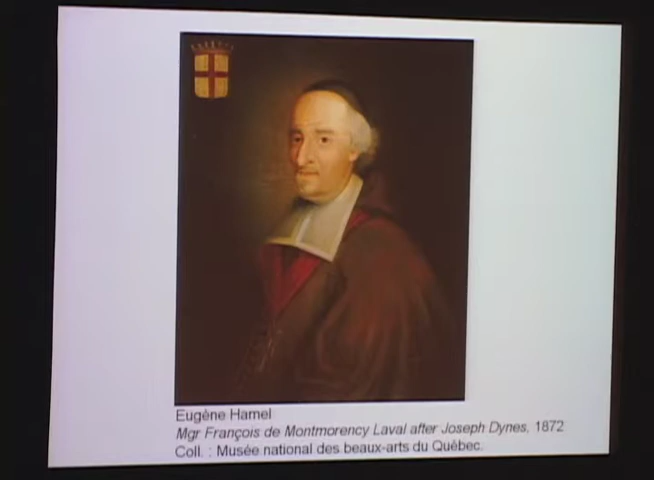 Eugène Hamel
Mgr François de Montmorency Laval after Joseph Dynes, 1872
Coll. : Musée national des beaux-arts du Québec.